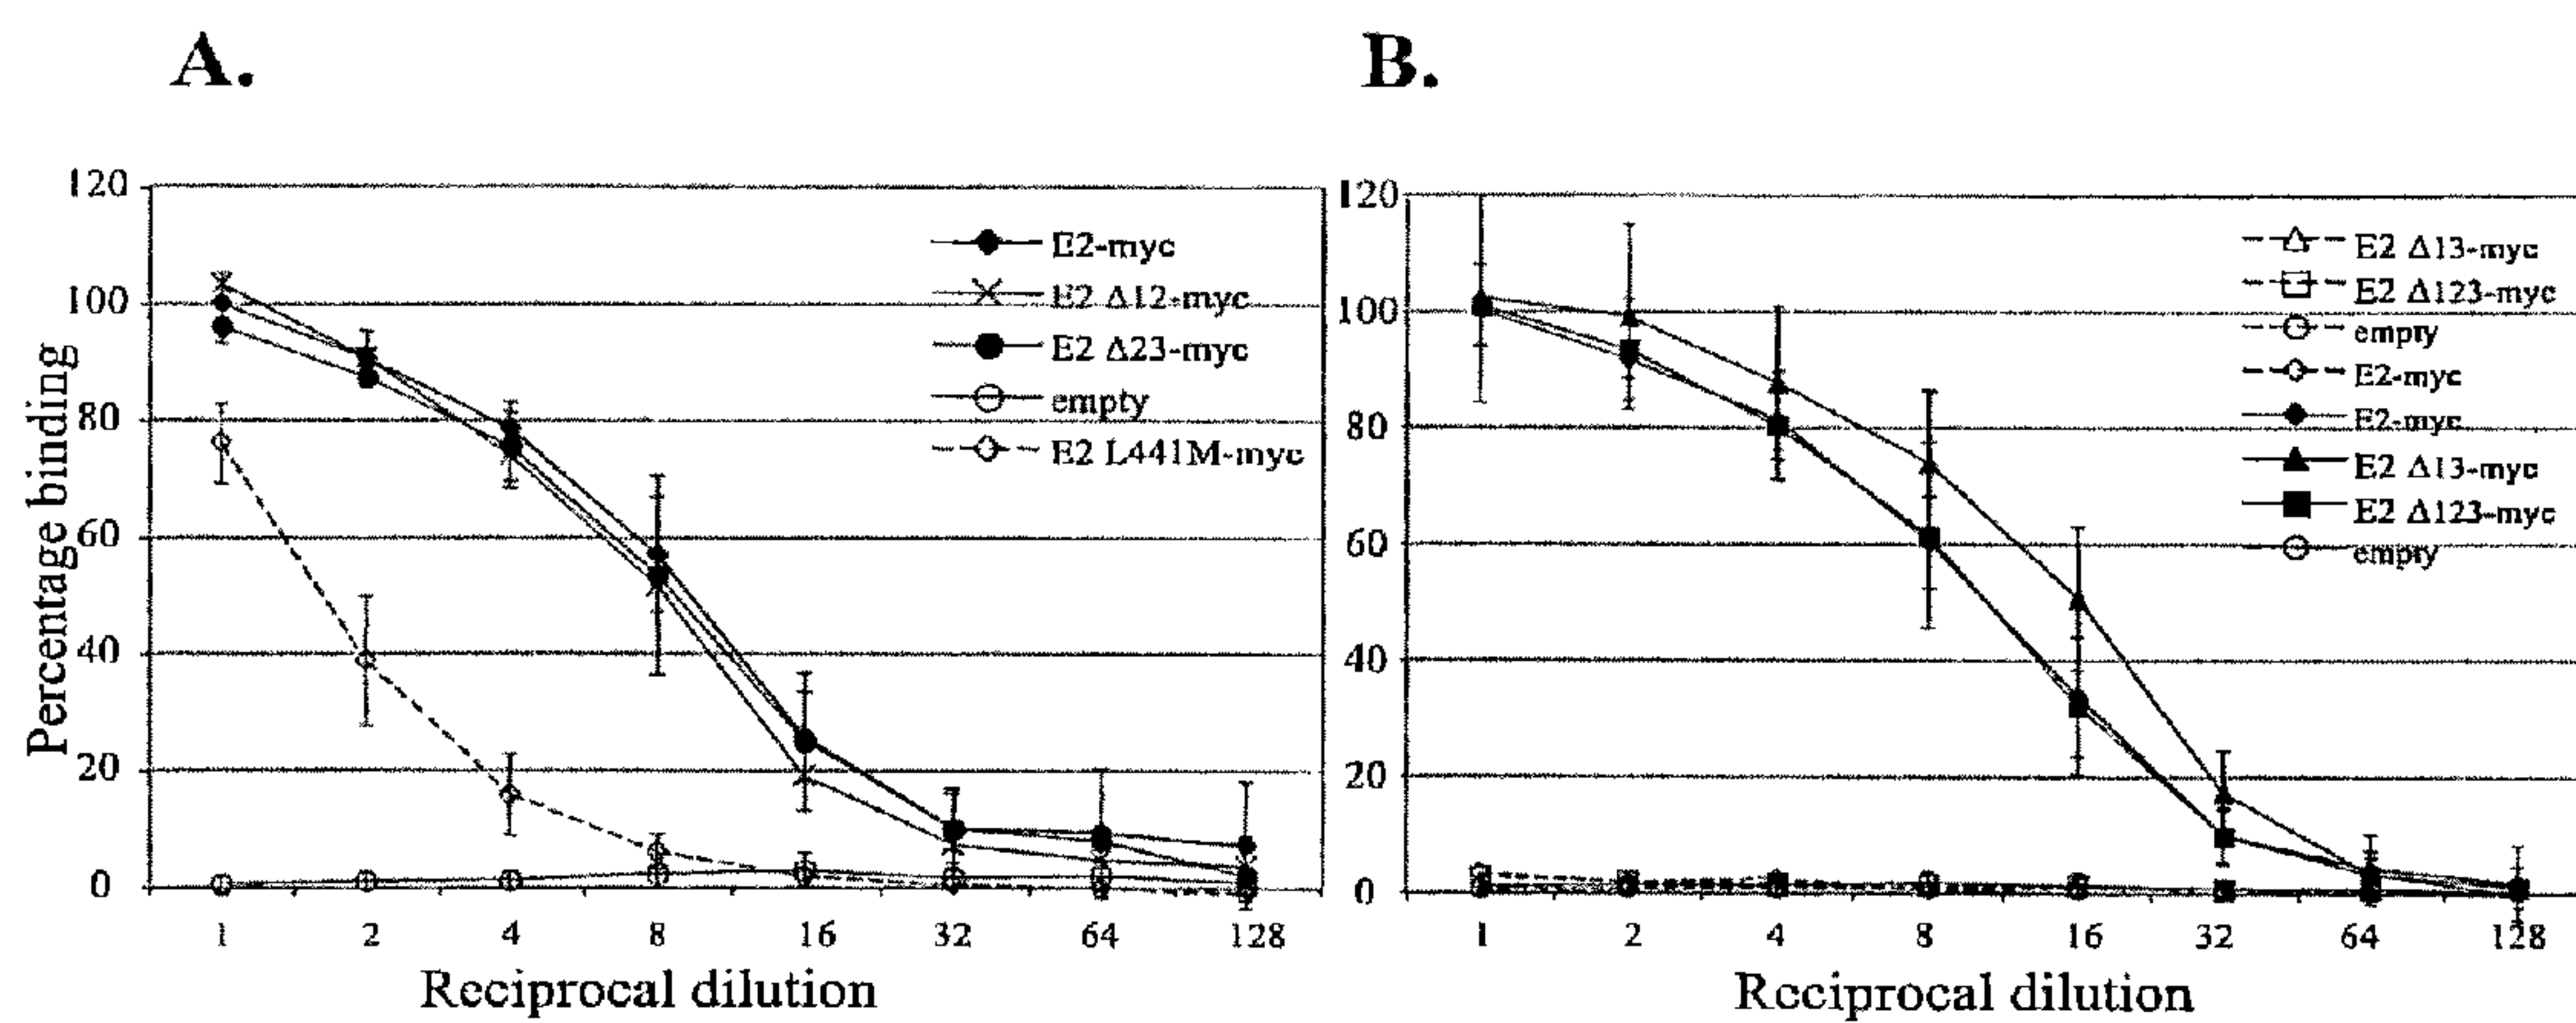 A.
B.
120
100
80
60
40
20
0
Percentage binding
E2-myc
E2 Δ12-myc
E2 Δ23-myc
empty
E2 L441M-myc
1 2 4 8 16 32 64 128
Reciprocal dilution
120
100
80
60
40
20
0
E2 Δ13-myc
E2 Δ123-myc
empty
E2-myc
E2-myc
E2 Δ13-myc
E2 Δ123-myc
empty
1 2 4 8 16 32 64 128
Reciprocal dilution